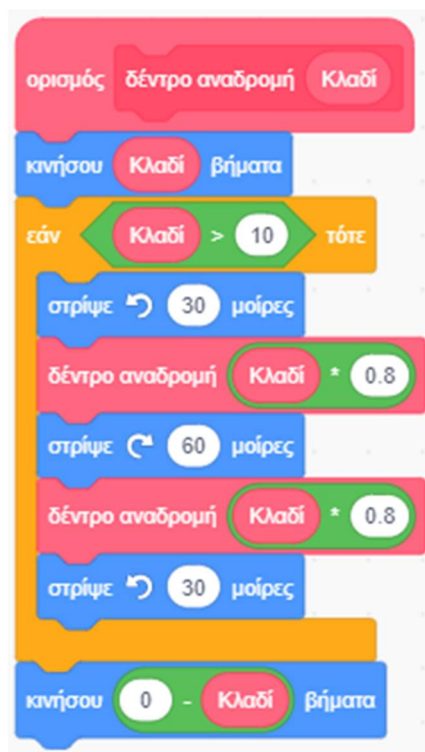 ορισμός δέντρο αναδρομή Κλαδί
κινήσου Κλαδί βήματα
εάν Κλαδί > 10 τότε
στρίψε 30 μοίρες
δέντρο αναδρομή Κλαδί * 0.8
στρίψε 60 μοίρες
δέντρο αναδρομή Κλαδί * 0.8
στρίψε 30 μοίρες
κινήσου 0 - Κλαδί βήματα